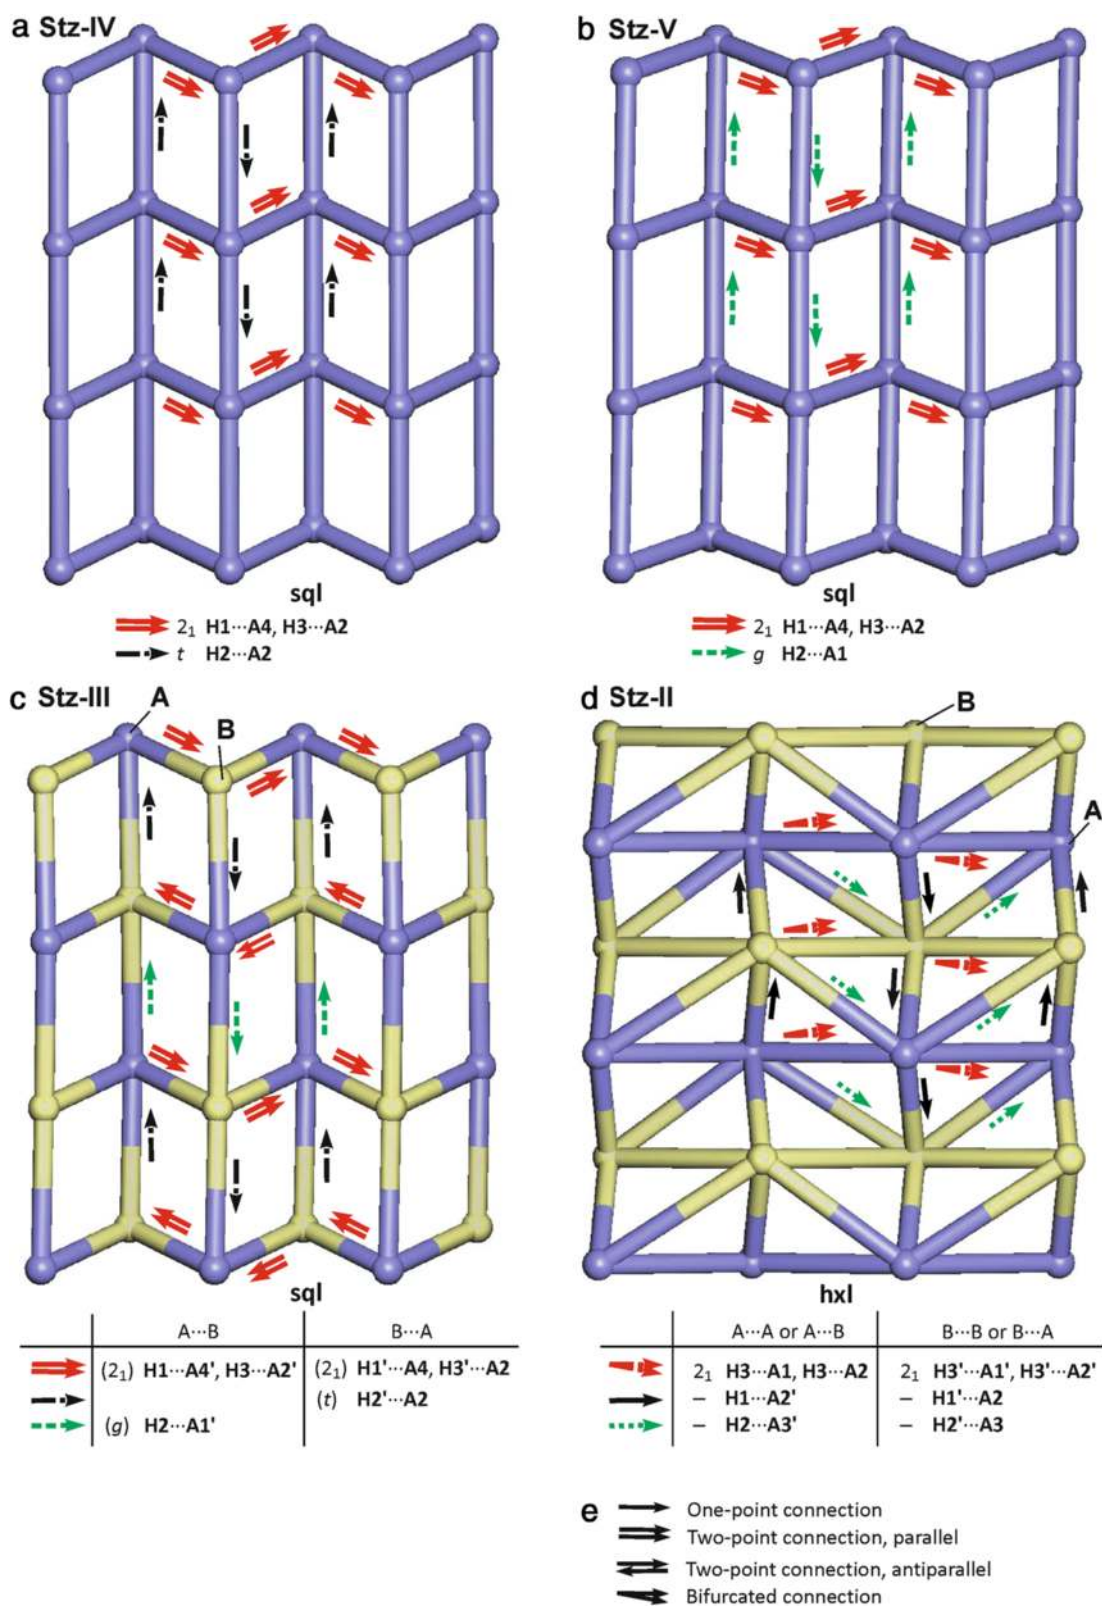 a Stz-IV
b Stz-V
sql
2₁ H1···A4, H3···A2
t H2···A2
sql
2₁ H1···A4, H3···A2
g H2···A1
c Stz-III
A
B
d Stz-II
B
A
sql
A···B B···A
(2₁) H1···A4', H3···A2' (2₁) H1'···A4, H3'···A2
(t) H2'···A2
(g) H2···A1'
hxl
A···A or A···B B···B or B···A
2₁ H3···A1, H3···A2 2₁ H3'···A1', H3'···A2'
– H1···A2' – H1'···A2
– H2···A3' – H2'···A3
e
One-point connection
Two-point connection, parallel
Two-point connection, antiparallel
Bifurcated connection